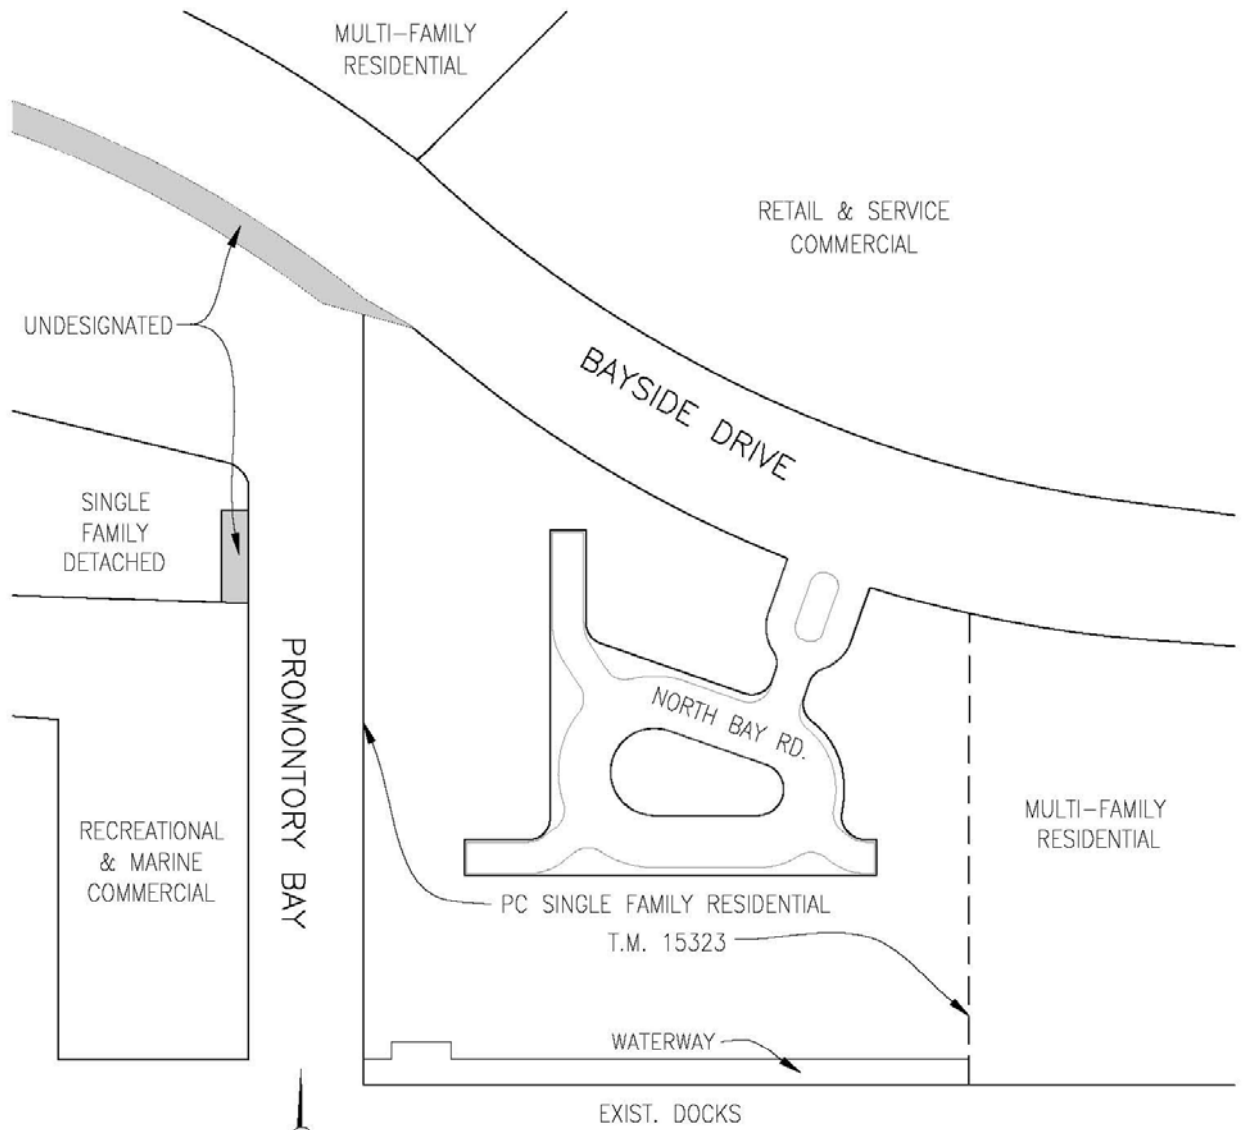 MULTI-FAMILY
RESIDENTIAL
RETAIL & SERVICE
COMMERCIAL
UNDESIGNATED
BAYSIDE DRIVE
SINGLE
FAMILY
DETACHED
PROMONTORY BAY
NORTH BAY RD.
MULTI-FAMILY
RESIDENTIAL
RECREATIONAL
& MARINE
COMMERCIAL
PC SINGLE FAMILY RESIDENTIAL
T.M. 15323
WATERWAY
EXIST. DOCKS